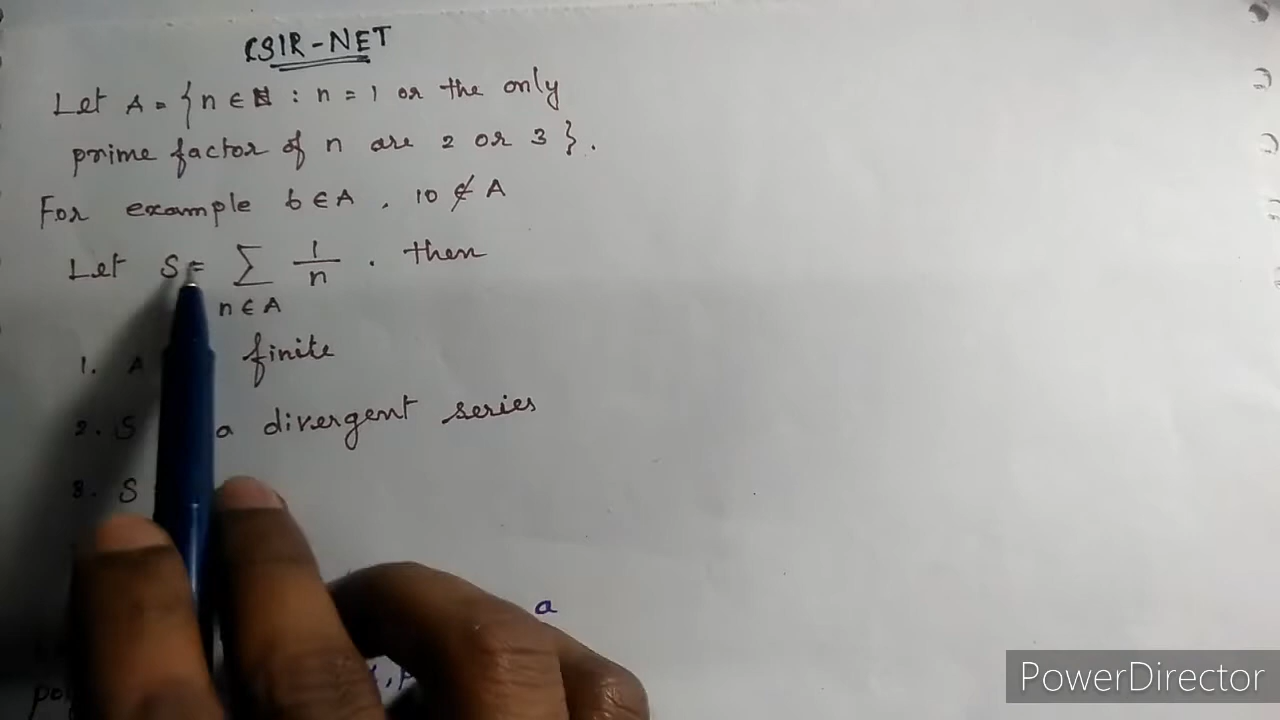 CSIR-NET
Let A = { n ∈ N : n = 1 or the only
prime factor of n are 2 or 3 }.
For example 6 ∈ A , 10 ∉ A
Let S = ∑ 1/n . then
n ∈ A
1. A finite
2. S a divergent series
3. S
a
PowerDirector